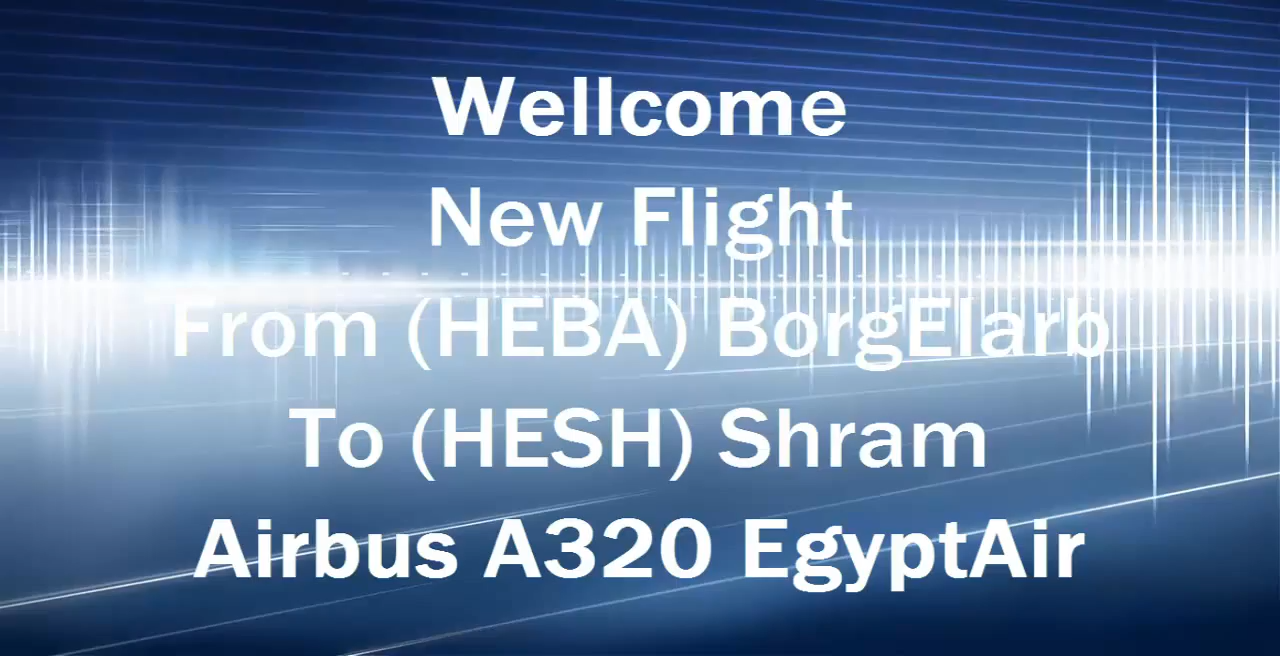 Wellcome
New Flight
From (HEBA) BorgElarb
To (HESH) Shram
Airbus A320 EgyptAir